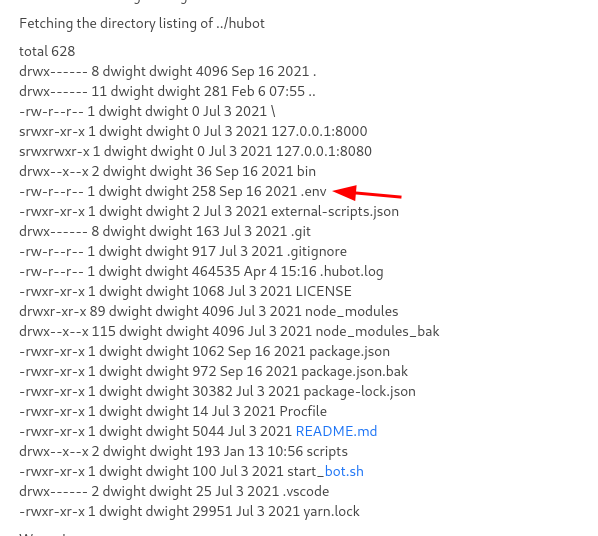 Fetching the directory listing of ../hubot
total 628
drwx------ 8 dwight dwight 4096 Sep 16 2021 .
drwx------ 11 dwight dwight 281 Feb 6 07:55 ..
-rw-r--r-- 1 dwight dwight 0 Jul 3 2021 \
srwxr-xr-x 1 dwight dwight 0 Jul 3 2021 127.0.0.1:8000
srwxrwxr-x 1 dwight dwight 0 Jul 3 2021 127.0.0.1:8080
drwx--x--x 2 dwight dwight 36 Sep 16 2021 bin
-rw-r--r-- 1 dwight dwight 258 Sep 16 2021 .env
-rwxr-xr-x 1 dwight dwight 2 Jul 3 2021 external-scripts.json
drwx------ 8 dwight dwight 163 Jul 3 2021 .git
-rw-r--r-- 1 dwight dwight 917 Jul 3 2021 .gitignore
-rw-r--r-- 1 dwight dwight 464535 Apr 4 15:16 .hubot.log
-rwxr-xr-x 1 dwight dwight 1068 Jul 3 2021 LICENSE
drwxr-xr-x 89 dwight dwight 4096 Jul 3 2021 node_modules
drwx--x--x 115 dwight dwight 4096 Jul 3 2021 node_modules_bak
-rwxr-xr-x 1 dwight dwight 1062 Sep 16 2021 package.json
-rwxr-xr-x 1 dwight dwight 972 Sep 16 2021 package.json.bak
-rwxr-xr-x 1 dwight dwight 30382 Jul 3 2021 package-lock.json
-rwxr-xr-x 1 dwight dwight 14 Jul 3 2021 Procfile
-rwxr-xr-x 1 dwight dwight 5044 Jul 3 2021 README.md
drwx--x--x 2 dwight dwight 193 Jan 13 10:56 scripts
-rwxr-xr-x 1 dwight dwight 100 Jul 3 2021 start_bot.sh
drwx------ 2 dwight dwight 25 Jul 3 2021 .vscode
-rwxr-xr-x 1 dwight dwight 29951 Jul 3 2021 yarn.lock